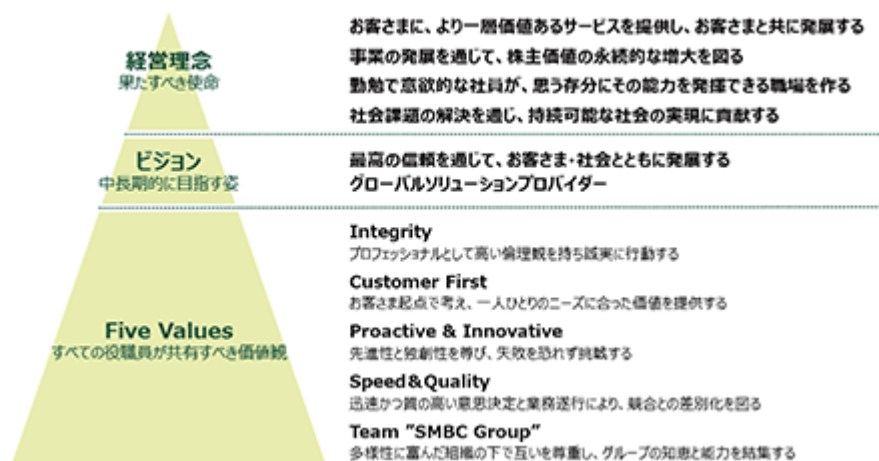 経営理念
果たすべき使命
お客さまに、より一層価値あるサービスを提供し、お客さまと共に発展する
事業の発展を通じて、株主価値の永続的な増大を図る
勤勉で意欲的な社員が、思う存分にその能力を発揮できる職場を作る
社会課題の解決を通じ、持続可能な社会の実現に貢献する
ビジョン
中長期的に目指す姿
最高の信頼を通じて、お客さま・社会とともに発展する
グローバルソリューションプロバイダー
Five Values
すべての役職員が共有すべき価値観
Integrity
プロフェッショナルとして高い倫理観を持ち誠実に行動する
Customer First
お客さま起点で考え、一人ひとりのニーズに合った価値を提供する
Proactive & Innovative
先進性と独創性を尊び、失敗を恐れず挑戦する
Speed&Quality
迅速かつ質の高い意思決定と業務遂行により、競合との差別化を図る
Team "SMBC Group"
多様性に富んだ組織の下で互いを尊重し、グループの知恵と能力を結集する